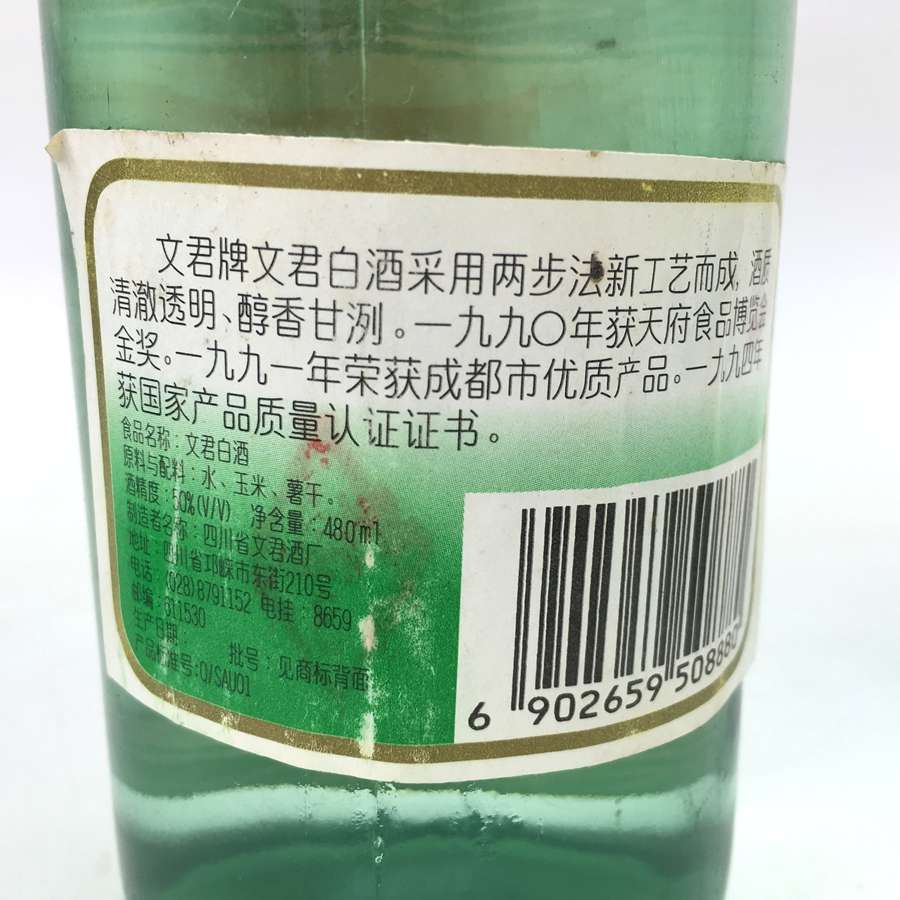 文君牌文君白酒采用两步法新工艺而成,酒质
清澈透明、醇香甘洌。一九九〇年获天府食品博览会
金奖。一九九一年荣获成都市优质产品。一九九四年
获国家产品质量认证证书。
食品名称:文君白酒
原料与配料:水、玉米、薯干。
酒精度:50%(V/V) 净含量:480ml
制造者名称:四川省文君酒厂
地址:四川省邛崃市东街210号
电话:(028)8791152 电挂:8659
邮编:611530
生产日期: 批号:见商标背面
产品标准号:Q/SAU01
6 902659 508880